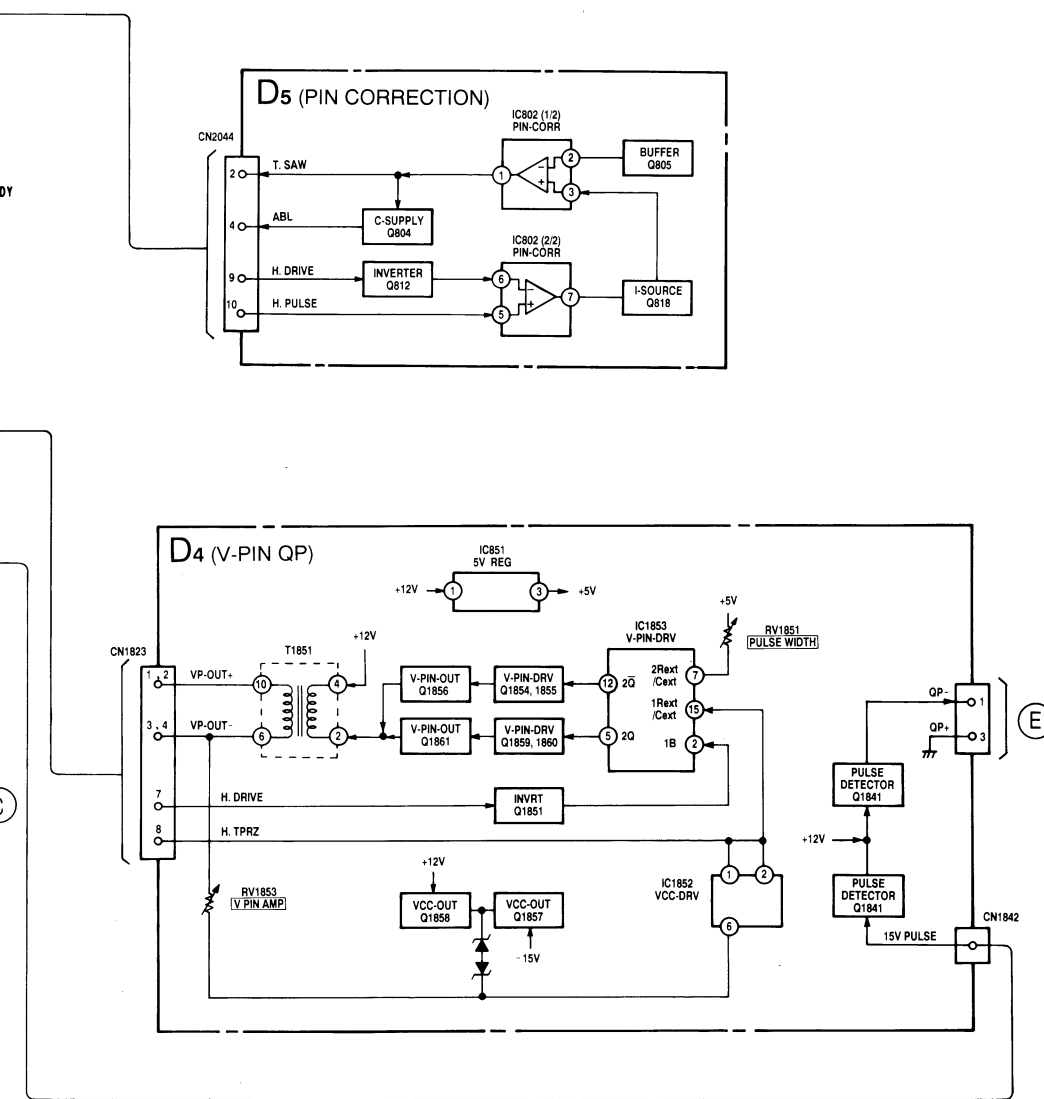 D5 (PIN CORRECTION)
CN2044
IC802 (1/2)
PIN-CORR
BUFFER
Q805
2
T. SAW
1
2
3
−
+
DY
4
ABL
C-SUPPLY
Q804
IC802 (2/2)
PIN-CORR
9
H. DRIVE
INVERTER
Q812
6
−
+
7
I-SOURCE
Q818
10
H. PULSE
5
D4 (V-PIN QP)
IC851
5V REG
+12V
1
3
+5V
+5V
RV1851
PULSE WIDTH
CN1823
T1851
+12V
IC1853
V-PIN-DRV
1 , 2
VP-OUT+
10
4
V-PIN-OUT
Q1856
V-PIN-DRV
Q1854, 1855
12
2Q̅
2Rext
/Cext
7
1Rext
/Cext
15
3 , 4
VP-OUT−
6
2
V-PIN-OUT
Q1861
V-PIN-DRV
Q1859, 1860
5
2Q
1B
2
QP−
1
QP+
3
E
PULSE
DETECTOR
Q1841
7
H. DRIVE
INVRT
Q1851
C
8
H. TPRZ
+12V
+12V
RV1853
V PIN AMP
VCC-OUT
Q1858
VCC-OUT
Q1857
IC1852
VCC-DRV
1
2
6
PULSE
DETECTOR
Q1841
CN1842
15V PULSE
-15V